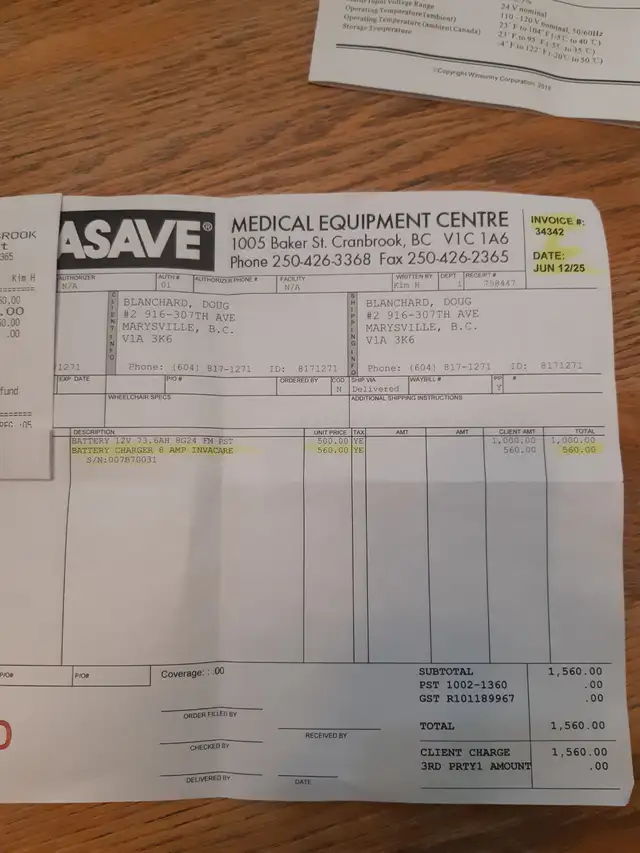 24 V nominal
Operating Temperature (ambient) 110 -120 V nominal, 50/60Hz
Operating Temperature (ambient Canada) 23°F to 104°F (-5°C to 40°C)
Storage Temperature 23°F to 95°F (-5°C to 35°C)
-4°F to 122°F (-20°C to 50°C)
©Copyright
ASAVE®
MEDICAL EQUIPMENT CENTRE
1005 Baker St. Cranbrook, BC V1C 1A6
Phone 250-426-3368 Fax 250-426-2365
INVOICE #:
34342
DATE:
JUN 12/25
BROOK
365
Kim H
.00
.00
fund
AUTHORIZER AUTH # AUTHORIZER PHONE # FACILITY WRITTEN BY DEPT RECEIPT #
N/A 01 N/A Kim H 1 758447
CLIENT INFO
BLANCHARD, DOUG
#2 916-307TH AVE
MARYSVILLE, B.C.
V1A 3K6
Phone: (604) 817-1271 ID: 8171271
SHIPPING INFO
BLANCHARD, DOUG
#2 916-307TH AVE
MARYSVILLE, B.C.
V1A 3K6
Phone: (604) 817-1271 ID: 8171271
1271
EXP. DATE P/O# ORDERED BY COD SHIP VIA WAYBILL # PP #
N Delivered Y
WHEELCHAIR SPECS ADDITIONAL SHIPPING INSTRUCTIONS
DESCRIPTION UNIT PRICE TAX AMT AMT CLIENT AMT TOTAL
BATTERY 12V 73.6AH 8G24 FM PST 500.00 YE 1,000.00 1,000.00
BATTERY CHARGER 8 AMP INVACARE 560.00 YE 560.00 560.00
S/N:007870031
P/O# P/O# Coverage: : .00
ORDER FILLED BY
CHECKED BY
DELIVERED BY
RECEIVED BY
DATE
SUBTOTAL 1,560.00
PST 1002-1360 .00
GST R101189967 .00
TOTAL 1,560.00
CLIENT CHARGE 1,560.00
3RD PRTY1 AMOUNT .00